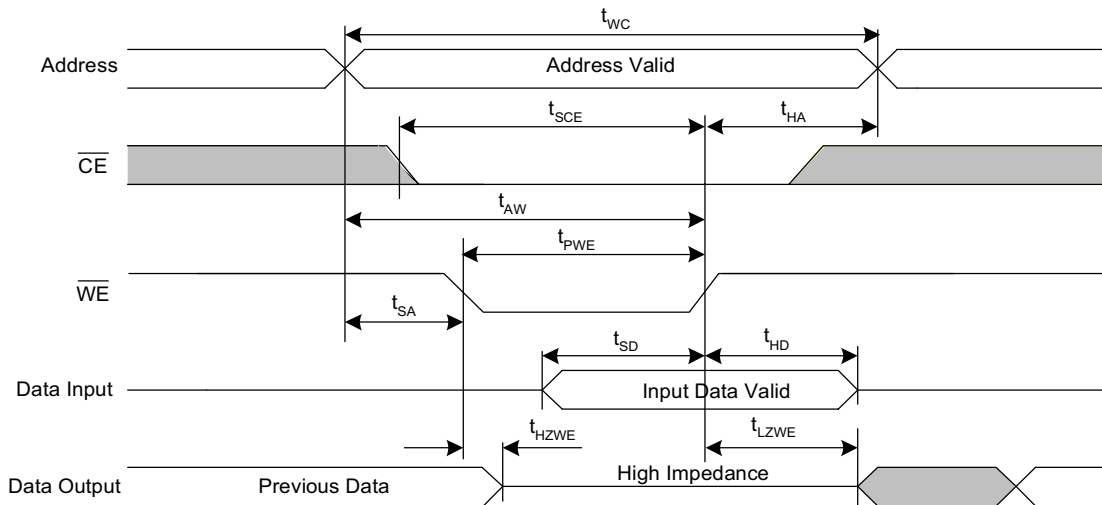 tWC
Address
Address Valid
tSCE
tHA
CE
tAW
tPWE
WE
tSA
tSD
tHD
Data Input
Input Data Valid
tHZWE
tLZWE
Data Output
Previous Data
High Impedance